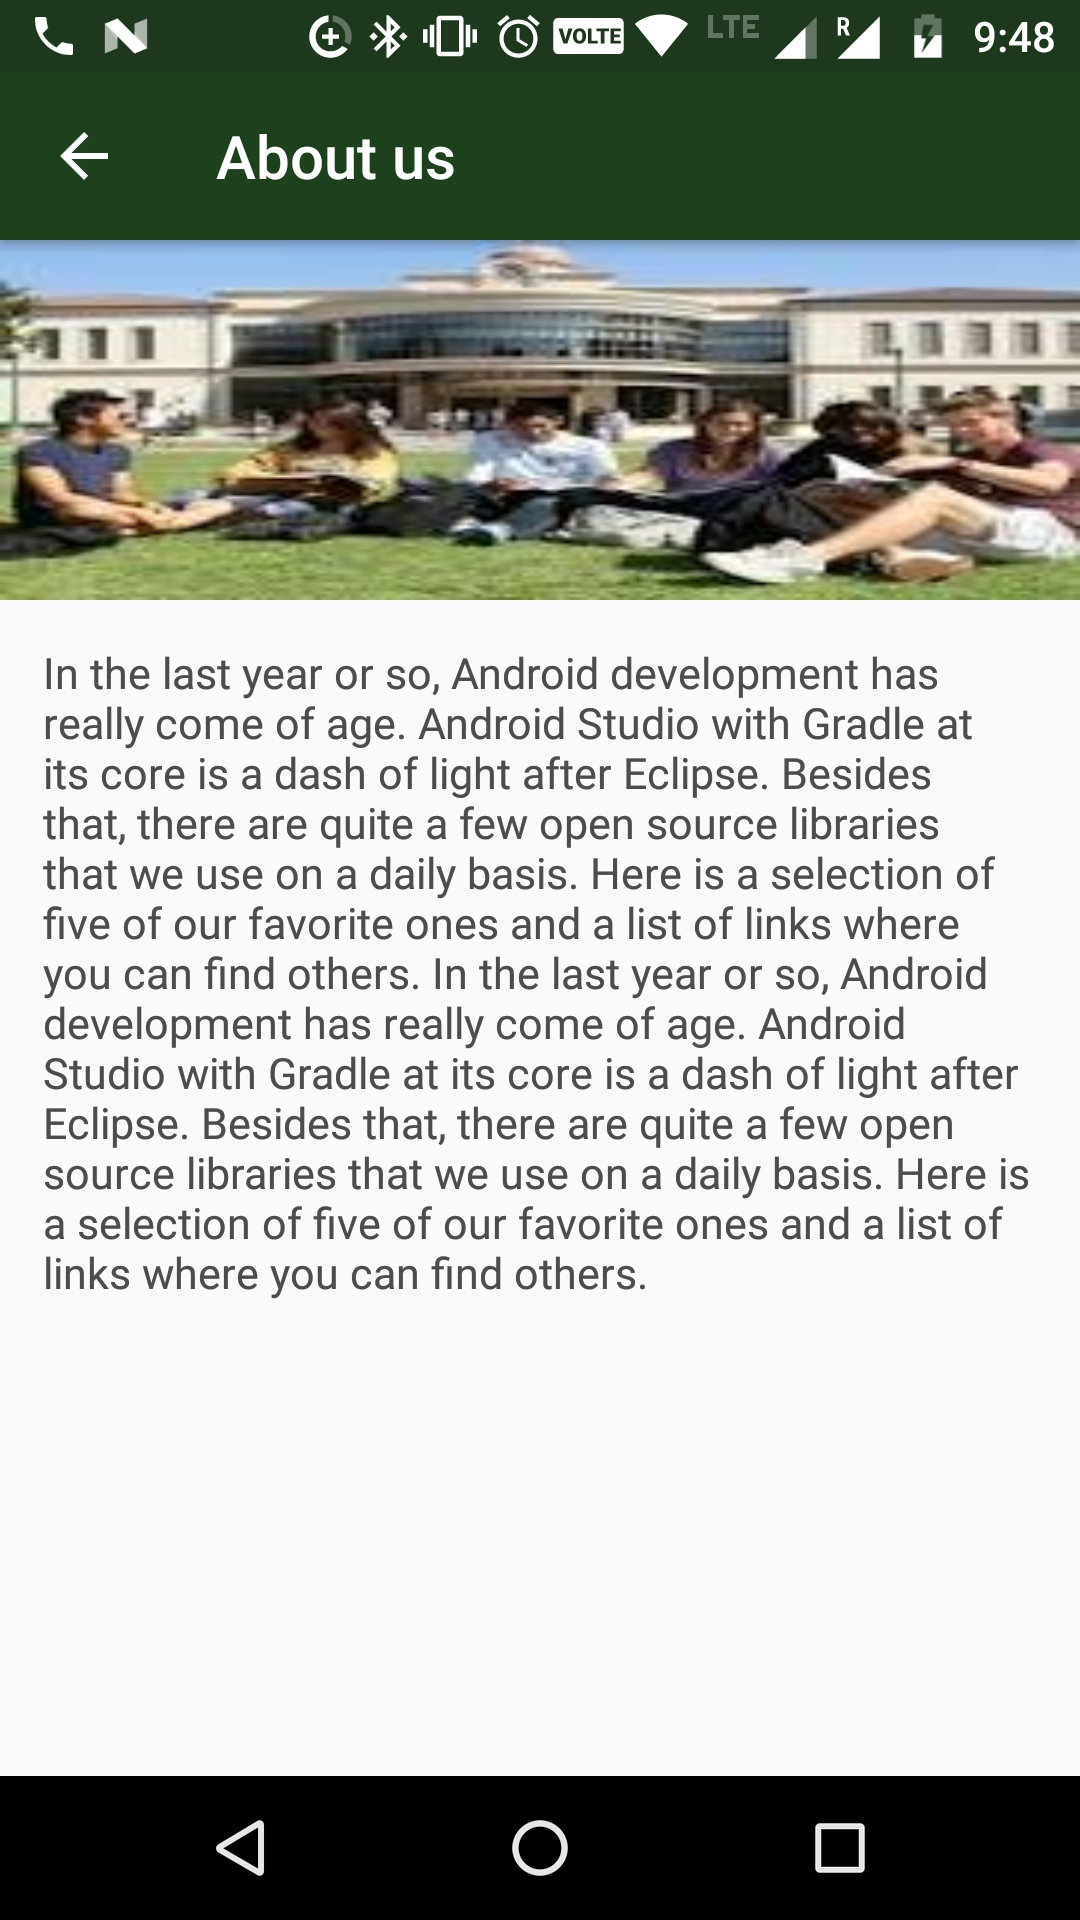 VOLTE LTE R 9:48
About us
In the last year or so, Android development has
really come of age. Android Studio with Gradle at
its core is a dash of light after Eclipse. Besides
that, there are quite a few open source libraries
that we use on a daily basis. Here is a selection of
five of our favorite ones and a list of links where
you can find others. In the last year or so, Android
development has really come of age. Android
Studio with Gradle at its core is a dash of light after
Eclipse. Besides that, there are quite a few open
source libraries that we use on a daily basis. Here is
a selection of five of our favorite ones and a list of
links where you can find others.